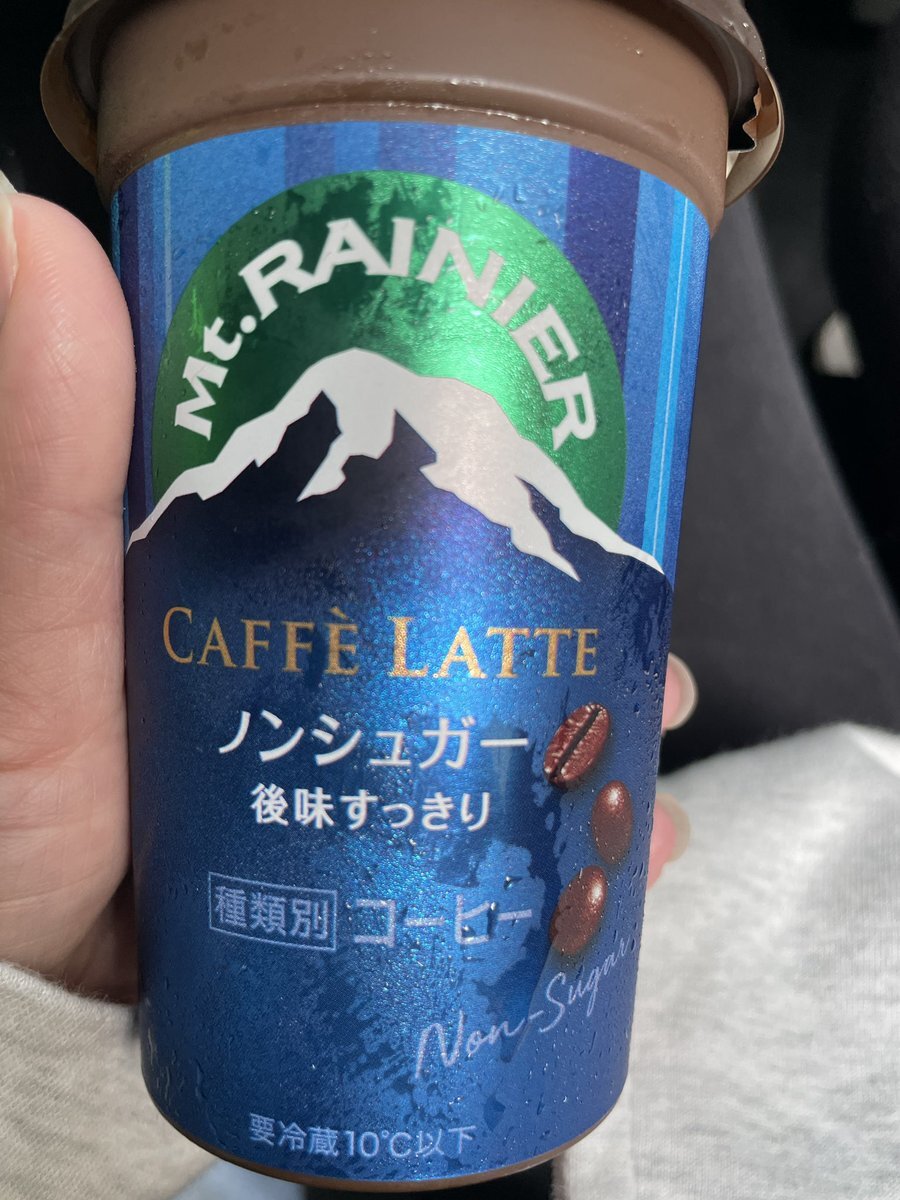 Mt. RAINIER
CAFFÈ LATTE
ノンシュガー
後味すっきり
種類別 コーヒー
Non-Sugar
要冷蔵10℃以下